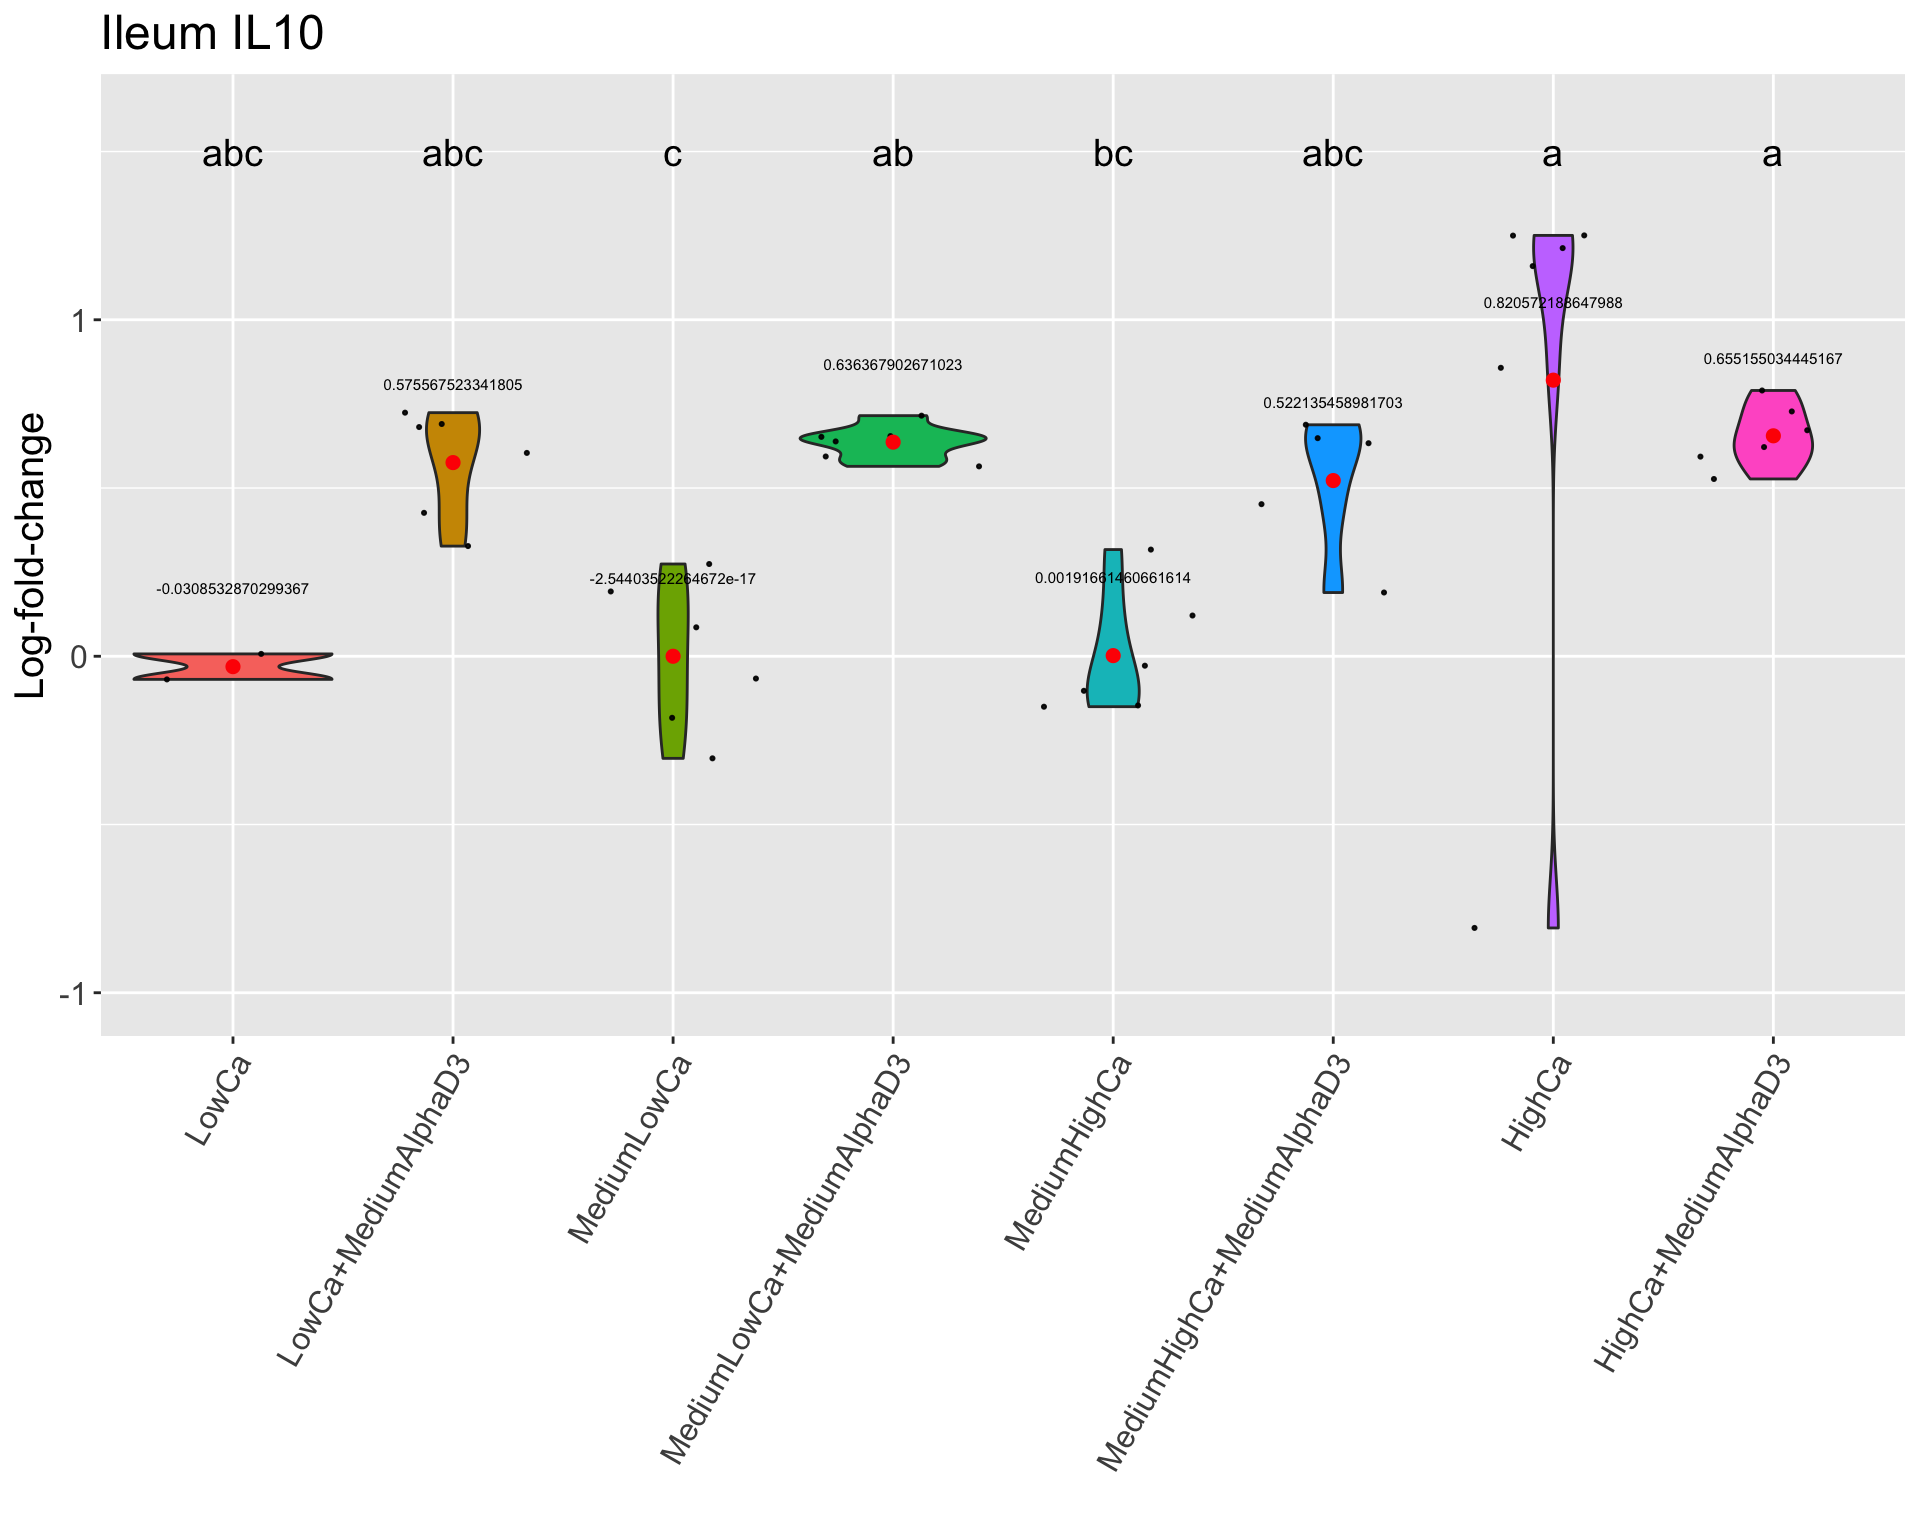 Ileum IL10
abc abc c ab bc abc a a
1
0.820572188647988
0.655155034445167
0.636367902671023
0.575567523341805
0.522135458981703
-2.54403522264672e-17
0.00191661460661614
-0.0308532870299367
0
-1
Log-fold-change
LowCa
LowCa+MediumAlphaD3
MediumLowCa
MediumLowCa+MediumAlphaD3
MediumHighCa
MediumHighCa+MediumAlphaD3
HighCa
HighCa+MediumAlphaD3